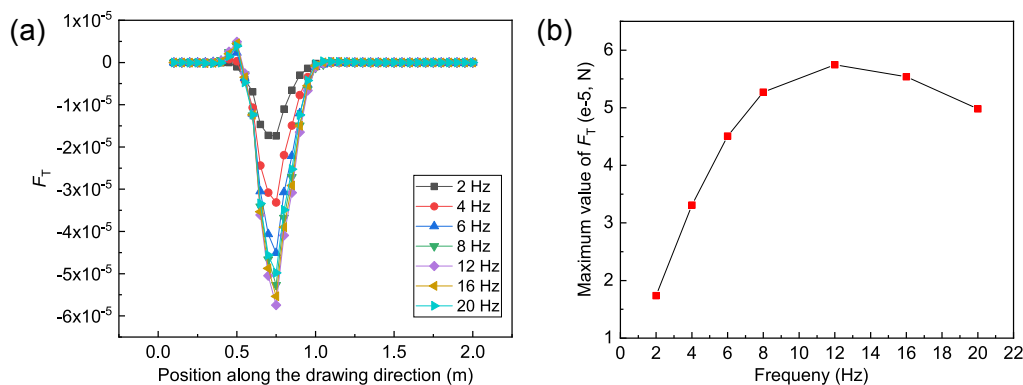 (a)
1x10⁻⁵
0
-1x10⁻⁵
-2x10⁻⁵
-3x10⁻⁵
-4x10⁻⁵
-5x10⁻⁵
-6x10⁻⁵
F_T
2 Hz
4 Hz
6 Hz
8 Hz
12 Hz
16 Hz
20 Hz
0.0 0.5 1.0 1.5 2.0
Position along the drawing direction (m)
(b)
6
5
4
3
2
1
Maximum value of F_T (e-5, N)
0 2 4 6 8 10 12 14 16 18 20 22
Frequeny (Hz)